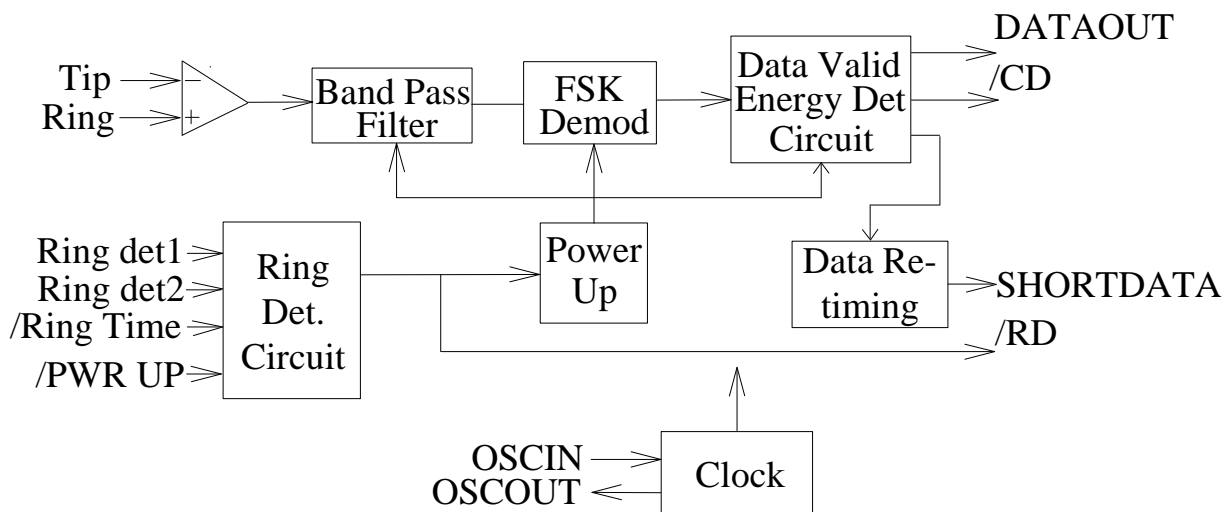 DATAOUT
/CD
Tip
Ring
−
+
Band Pass
Filter
FSK
Demod
Data Valid
Energy Det
Circuit
Ring det1
Ring det2
/Ring Time
/PWR UP
Ring
Det.
Circuit
Power
Up
Data Re-
timing
SHORTDATA
/RD
OSCIN
OSCOUT
Clock